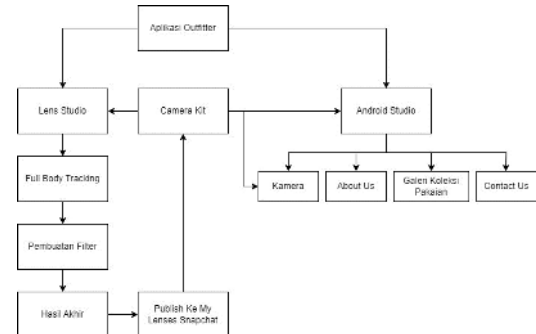 Aplikasi Outfitter
Lens Studio
Camera Kit
Android Studio
Full Body Tracking
Kamera
About Us
Galeri Koleksi
Pakaian
Contact Us
Pembuatan Filter
Hasil Akhir
Publish Ke My
Lenses Snapchat